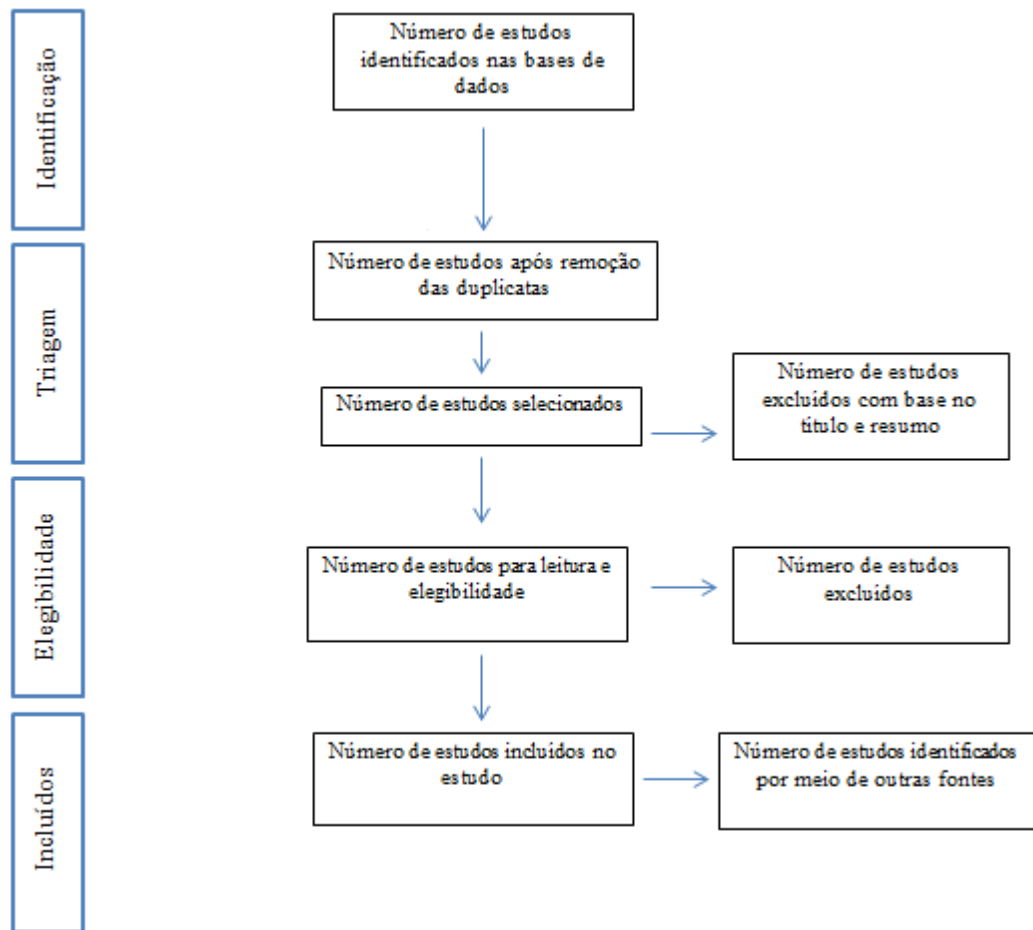 Identificação
Número de estudos
identificados nas bases de
dados
Triagem
Número de estudos após remoção
das duplicatas
Número de estudos selecionados
Número de estudos
excluídos com base no
título e resumo
Elegibilidade
Número de estudos para leitura e
elegibilidade
Número de estudos
excluídos
Incluídos
Número de estudos incluídos no
estudo
Número de estudos identificados
por meio de outras fontes